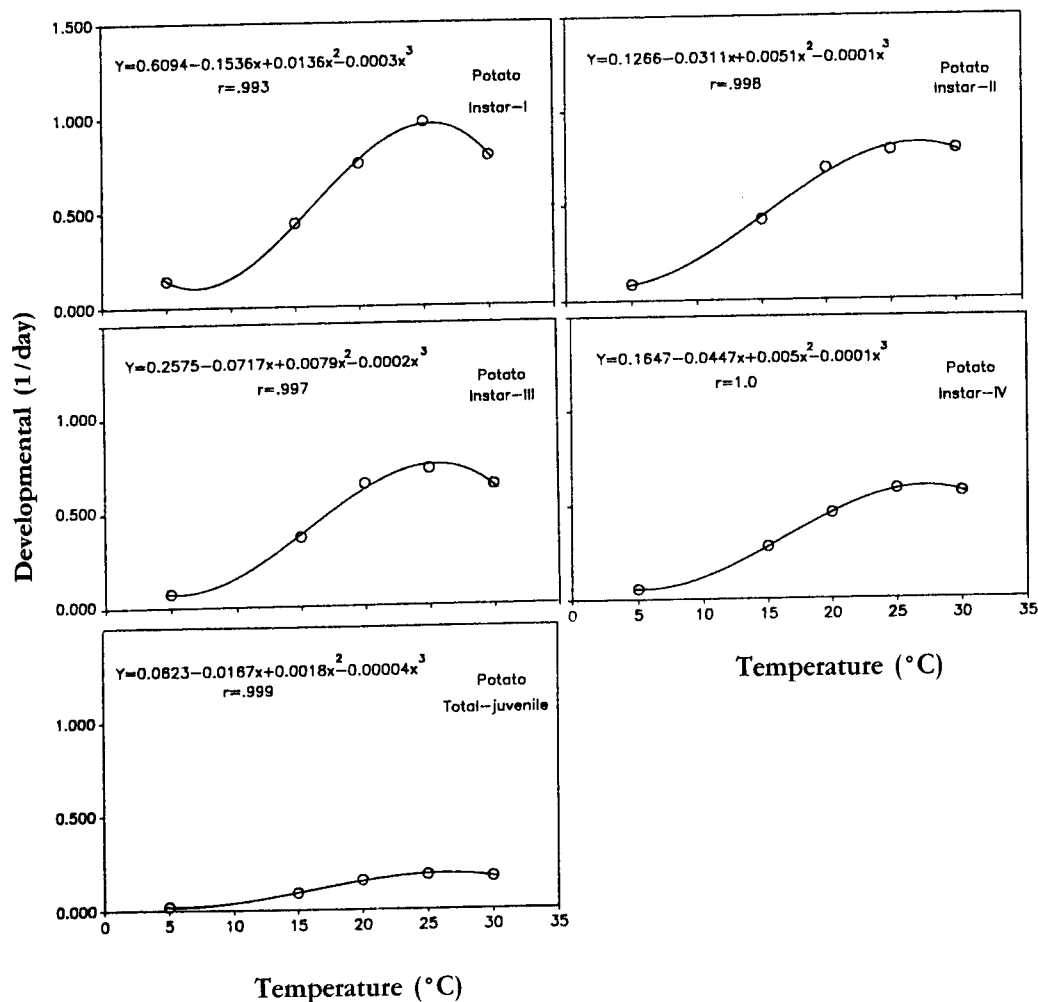 1.500
Y=0.6094−0.1536x+0.0136x²−0.0003x³
r=.993
Potato
Instar−I
1.000
0.500
0.000
Y=0.1266−0.0311x+0.0051x²−0.0001x³
r=.998
Potato
Instar−II
Y=0.2575−0.0717x+0.0079x²−0.0002x³
r=.997
Potato
Instar−III
1.000
0.500
0.000
Y=0.1647−0.0447x+0.005x²−0.0001x³
r=1.0
Potato
Instar−IV
0 5 10 15 20 25 30 35
Temperature (°C)
Y=0.0623−0.0167x+0.0018x²−0.00004x³
r=.999
Potato
Total−juvenile
1.000
0.500
0.000
0 5 10 15 20 25 30 35
Temperature (°C)
Developmental (1/day)